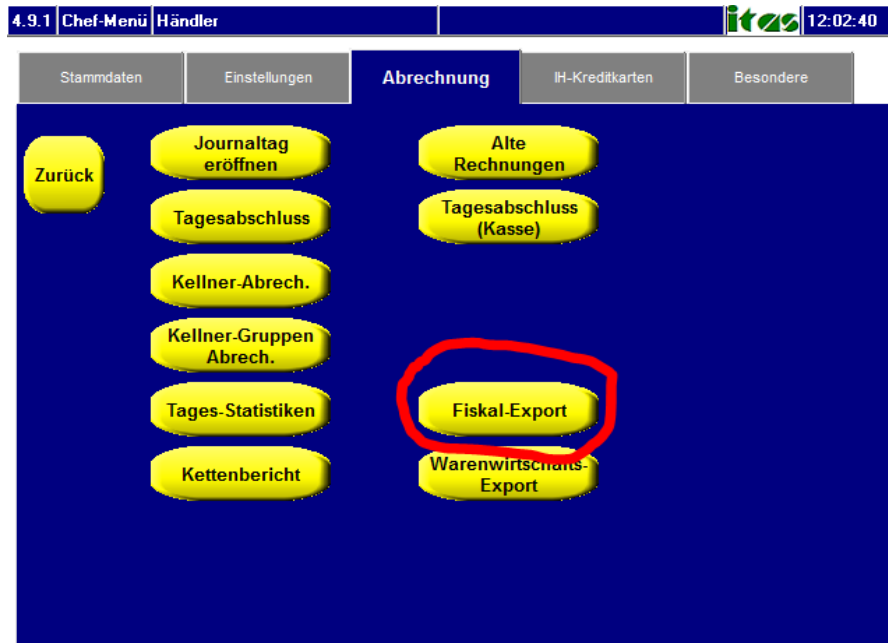 4.9.1 Chef-Menü Händler itas 12:02:40
Stammdaten Einstellungen Abrechnung IH-Kreditkarten Besondere
Zurück
Journaltag
eröffnen
Alte
Rechnungen
Tagesabschluss
Tagesabschluss
(Kasse)
Kellner-Abrech.
Kellner-Gruppen
Abrech.
Tages-Statistiken
Fiskal-Export
Kettenbericht
Warenwirtschafts-
Export